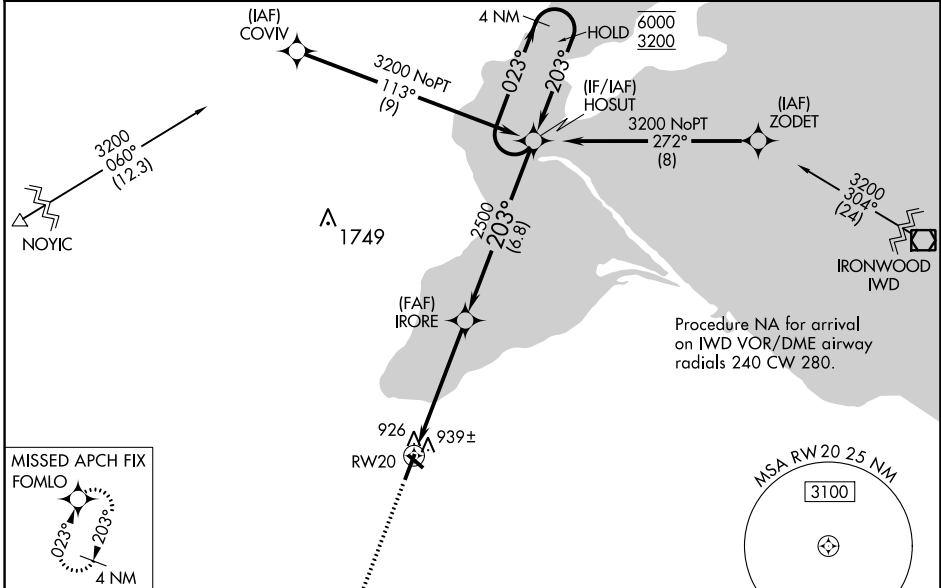 (IAF)
COVIV
4 NM
HOLD
6000
3200
3200 NoPT
113°
(9)
023°
203°
(IF/IAF)
HOSUT
(IAF)
ZODET
3200 NoPT
272°
(8)
3200
060°
(12.3)
NOYIC
1749
2500
203°
(6.8)
3200
304°
(24)
IRONWOOD
IWD
(FAF)
IRORE
Procedure NA for arrival
on IWD VOR/DME airway
radials 240 CW 280.
926
939±
RW20
MISSED APCH FIX
FOMLO
023°
203°
4 NM
MSA RW20 25 NM
3100